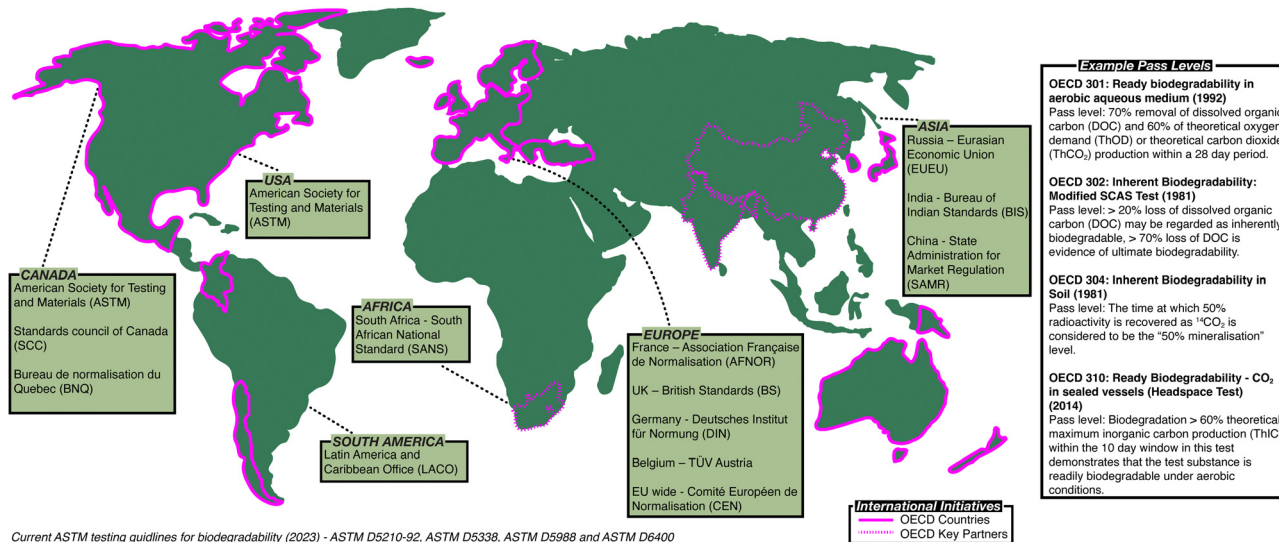 CANADA
American Society for Testing
and Materials (ASTM)
Standards council of Canada
(SCC)
Bureau de normalisation du
Quebec (BNQ)
USA
American Society for
Testing and Materials
(ASTM)
SOUTH AMERICA
Latin America and
Caribbean Office (LACO)
AFRICA
South Africa - South
African National
Standard (SANS)
EUROPE
France – Association Française
de Normalisation (AFNOR)
UK – British Standards (BS)
Germany - Deutsches Institut
für Normung (DIN)
Belgium – TÜV Austria
EU wide - Comité Européen de
Normalisation (CEN)
ASIA
Russia – Eurasian
Economic Union
(EUEU)
India - Bureau of
Indian Standards (BIS)
China - State
Administration for
Market Regulation
(SAMR)
Example Pass Levels
OECD 301: Ready biodegradability in
aerobic aqueous medium (1992)
Pass level: 70% removal of dissolved organic
carbon (DOC) and 60% of theoretical oxygen
demand (ThOD) or theoretical carbon dioxide
(ThCO₂) production within a 28 day period.
OECD 302: Inherent Biodegradability:
Modified SCAS Test (1981)
Pass level: > 20% loss of dissolved organic
carbon (DOC) may be regarded as inherently
biodegradable, > 70% loss of DOC is
evidence of ultimate biodegradability.
OECD 304: Inherent Biodegradability in
Soil (1981)
Pass level: The time at which 50%
radioactivity is recovered as ¹⁴CO₂ is
considered to be the “50% mineralisation”
level.
OECD 310: Ready Biodegradability - CO₂
in sealed vessels (Headspace Test)
(2014)
Pass level: Biodegradation > 60% theoretical
maximum inorganic carbon production (ThIC)
within the 10 day window in this test
demonstrates that the test substance is
readily biodegradable under aerobic
conditions.
International Initiatives
OECD Countries
OECD Key Partners
Current ASTM testing guidlines for biodegradability (2023) - ASTM D5210-92, ASTM D5338, ASTM D5988 and ASTM D6400